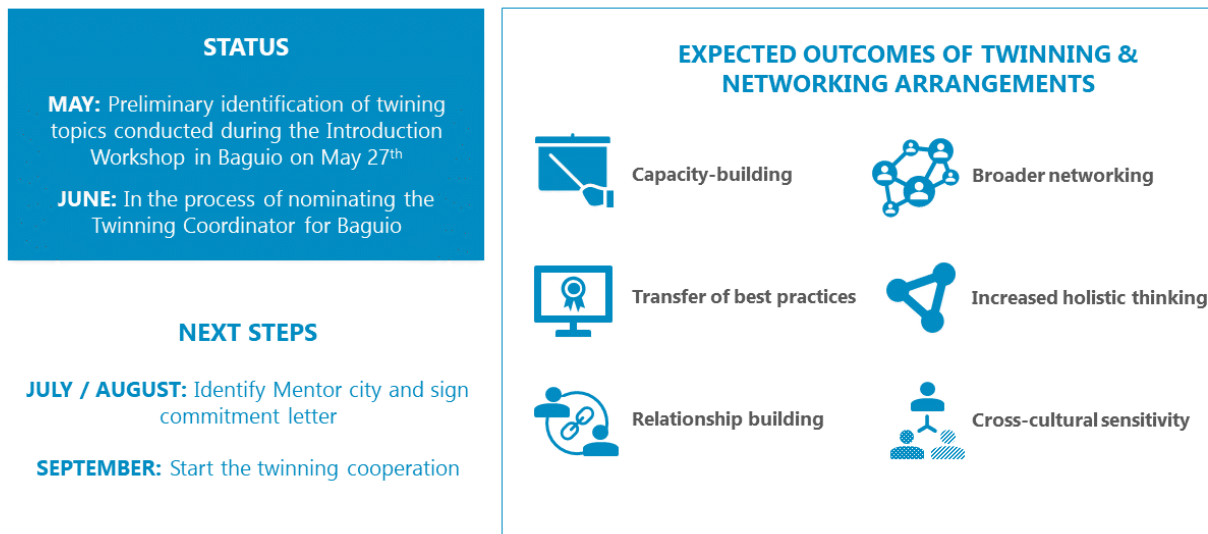 STATUS
MAY: Preliminary identification of twining
topics conducted during the Introduction
Workshop in Baguio on May 27th
JUNE: In the process of nominating the
Twinning Coordinator for Baguio
NEXT STEPS
JULY / AUGUST: Identify Mentor city and sign
commitment letter
SEPTEMBER: Start the twinning cooperation
EXPECTED OUTCOMES OF TWINNING &
NETWORKING ARRANGEMENTS
Capacity-building
Broader networking
Transfer of best practices
Increased holistic thinking
Relationship building
Cross-cultural sensitivity